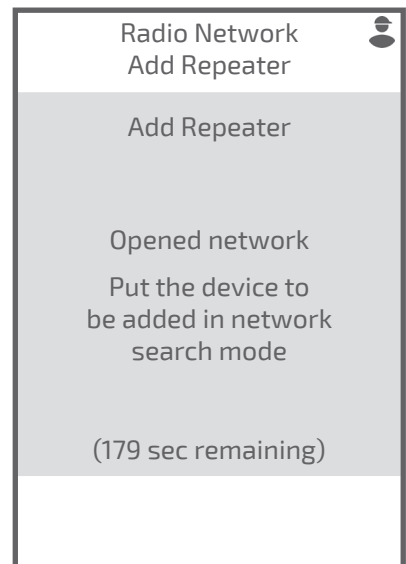 Radio Network
Add Repeater
Add Repeater
Opened network
Put the device to
be added in network
search mode
(179 sec remaining)